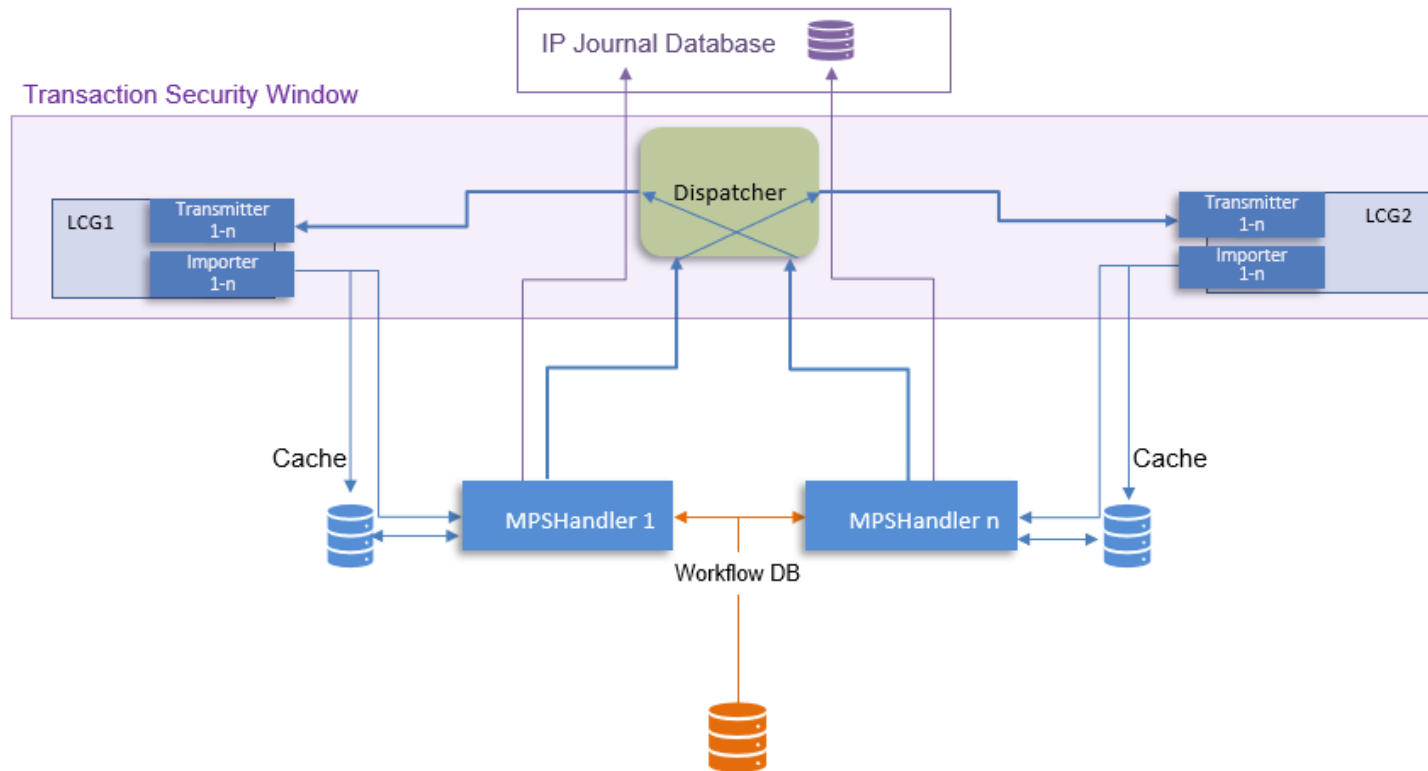 IP Journal Database
Transaction Security Window
Dispatcher
LCG1
Transmitter
1-n
Importer
1-n
Transmitter
1-n
LCG2
Importer
1-n
Cache
Cache
MPSHandler 1
MPSHandler n
Workflow DB